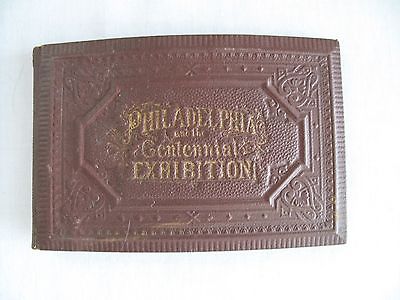 PHILADELPHIA
and the
Centennial
EXHIBITION